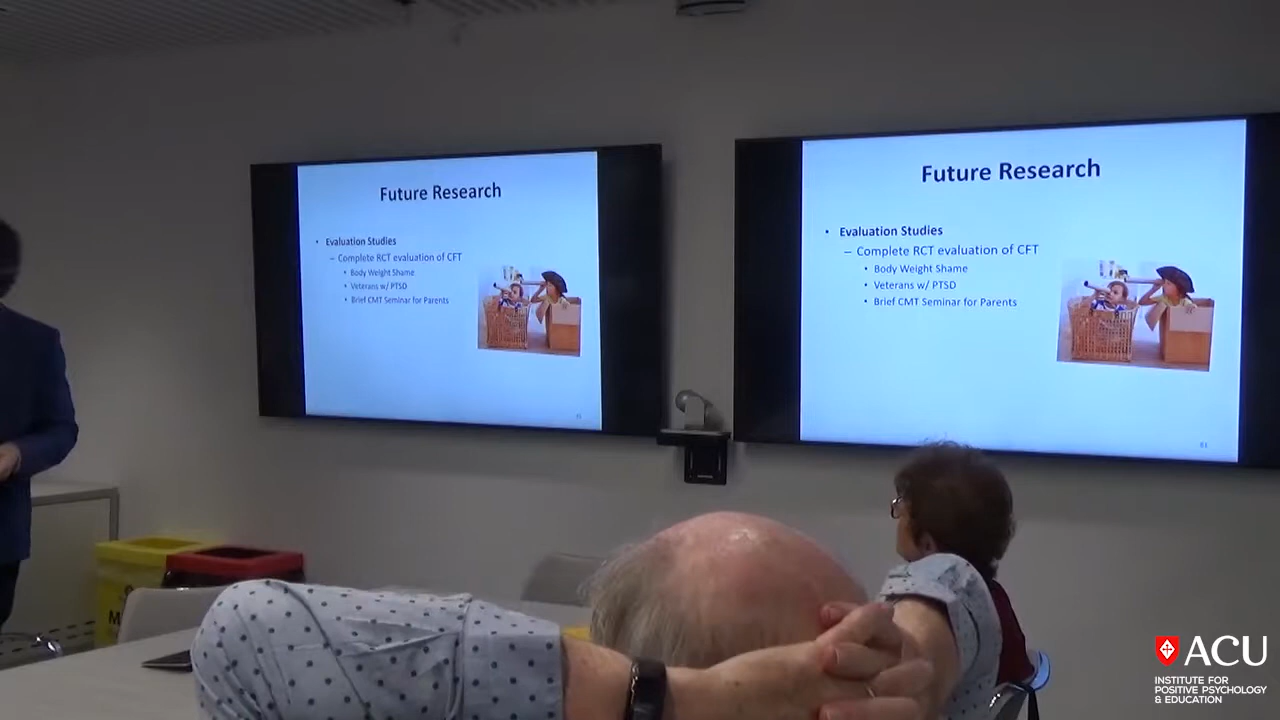 Future Research
• Evaluation Studies
– Complete RCT evaluation of CFT
• Body Weight Shame
• Veterans w/ PTSD
• Brief CMT Seminar for Parents
Future Research
• Evaluation Studies
– Complete RCT evaluation of CFT
• Body Weight Shame
• Veterans w/ PTSD
• Brief CMT Seminar for Parents
ACU
INSTITUTE FOR
POSITIVE PSYCHOLOGY
& EDUCATION